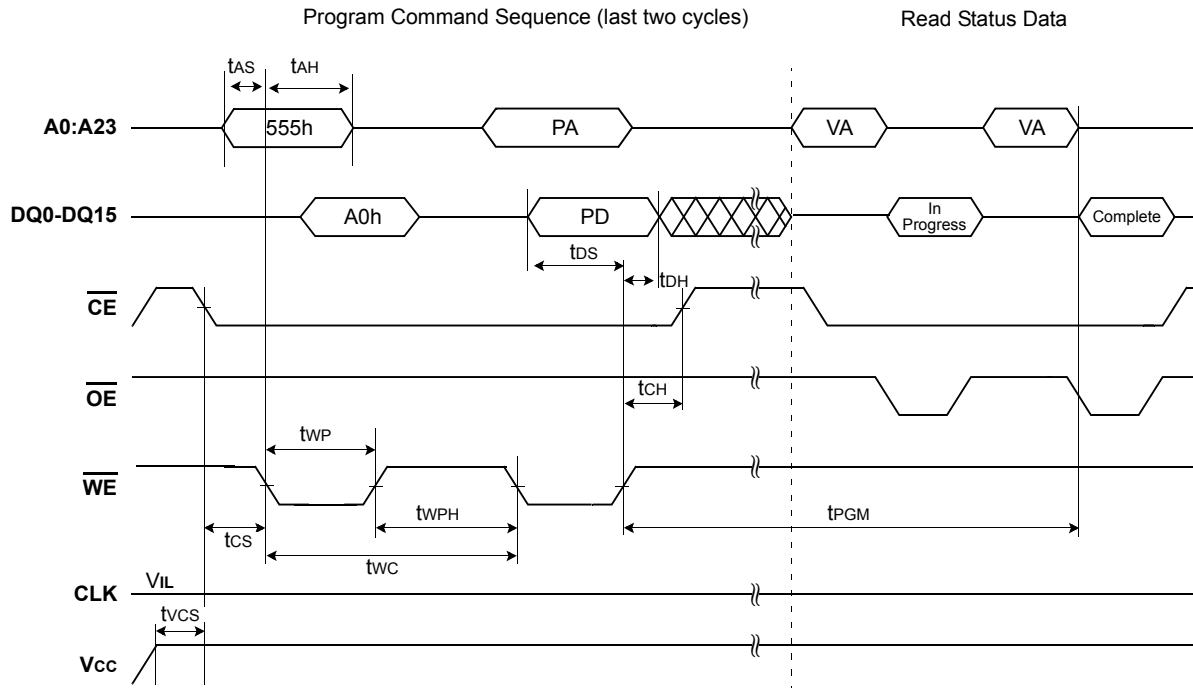 Program Command Sequence (last two cycles) Read Status Data
tAS tAH
A0:A23 555h PA VA VA
DQ0-DQ15 A0h PD In Progress Complete
tDS
tDH
CE
OE
tCH
tWP
WE
tWPH tPGM
tCS
tWC
CLK VIL
tVCS
VCC